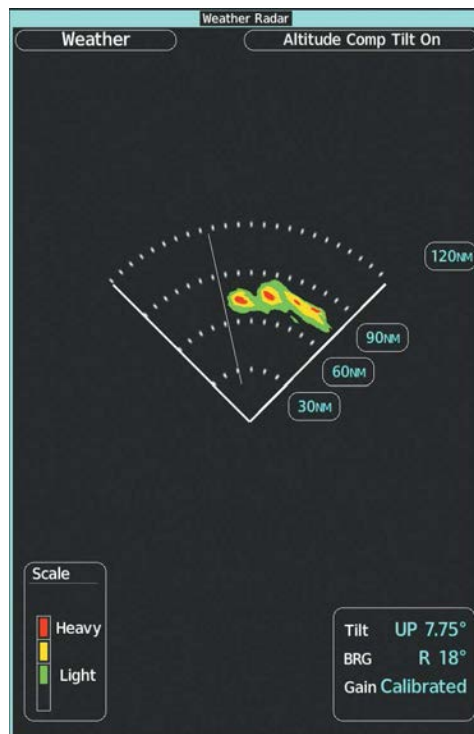 Weather Radar
Weather
Altitude Comp Tilt On
120NM
90NM
60NM
30NM
Scale
Heavy
Light
Tilt UP 7.75°
BRG R 18°
Gain Calibrated